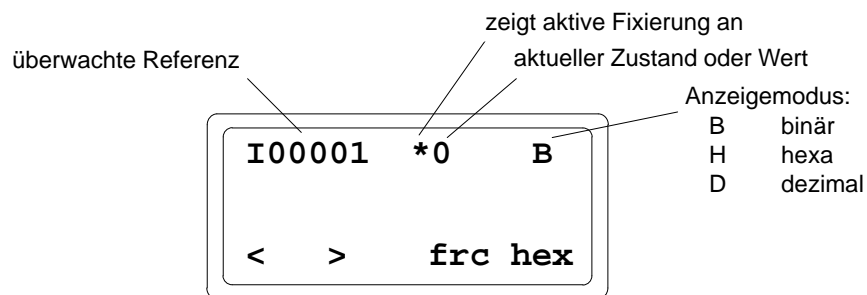 zeigt aktive Fixierung an
überwachte Referenz
aktueller Zustand oder Wert
Anzeigemodus:
B binär
H hexa
D dezimal
I00001 *0 B
< > frc hex